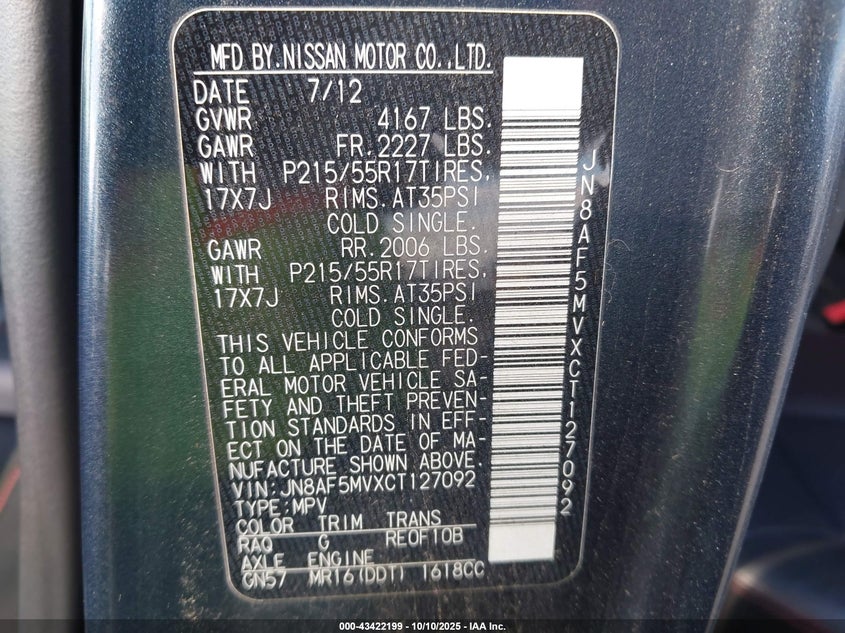 MFD BY.NISSAN MOTOR CO.,LTD.
DATE 7/12
GVWR 4167 LBS.
GAWR FR.2227 LBS.
WITH P215/55R17TIRES,
17X7J RIMS.AT35PSI
COLD SINGLE.
GAWR RR.2006 LBS.
WITH P215/55R17TIRES,
17X7J RIMS.AT35PSI
COLD SINGLE.
THIS VEHICLE CONFORMS
TO ALL APPLICABLE FED-
ERAL MOTOR VEHICLE SA-
FETY AND THEFT PREVEN-
TION STANDARDS IN EFF-
ECT ON THE DATE OF MA-
NUFACTURE SHOWN ABOVE.
VIN:JN8AF5MVXCT127092
TYPE:MPV
COLOR TRIM TRANS
RAQ G RE0F10B
AXLE ENGINE
GN57 MR16(DDT) 1618CC
JN8AF5MVXCT127092
000-43422199 - 10/10/2025 - IAA Inc.